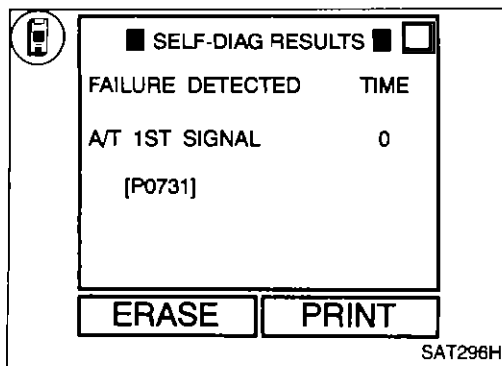 ■ SELF-DIAG RESULTS ■ □
FAILURE DETECTED TIME
A/T 1ST SIGNAL 0
[P0731]
ERASE PRINT
SAT296H